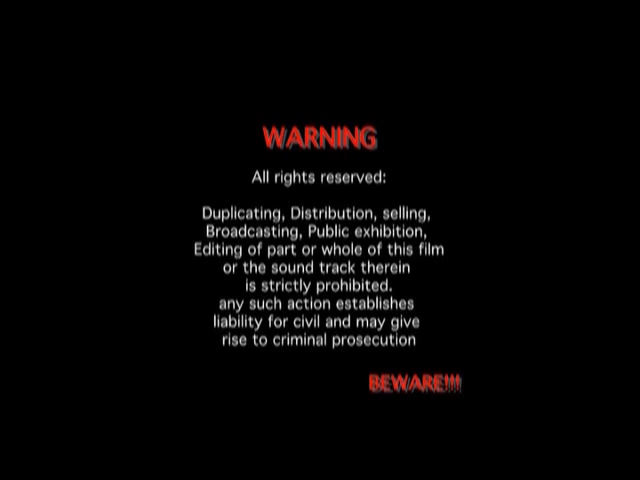 WARNING
All rights reserved:
Duplicating, Distribution, selling,
Broadcasting, Public exhibition,
Editing of part or whole of this film
or the sound track therein
is strictly prohibited.
any such action establishes
liability for civil and may give
rise to criminal prosecution
BEWARE!!!